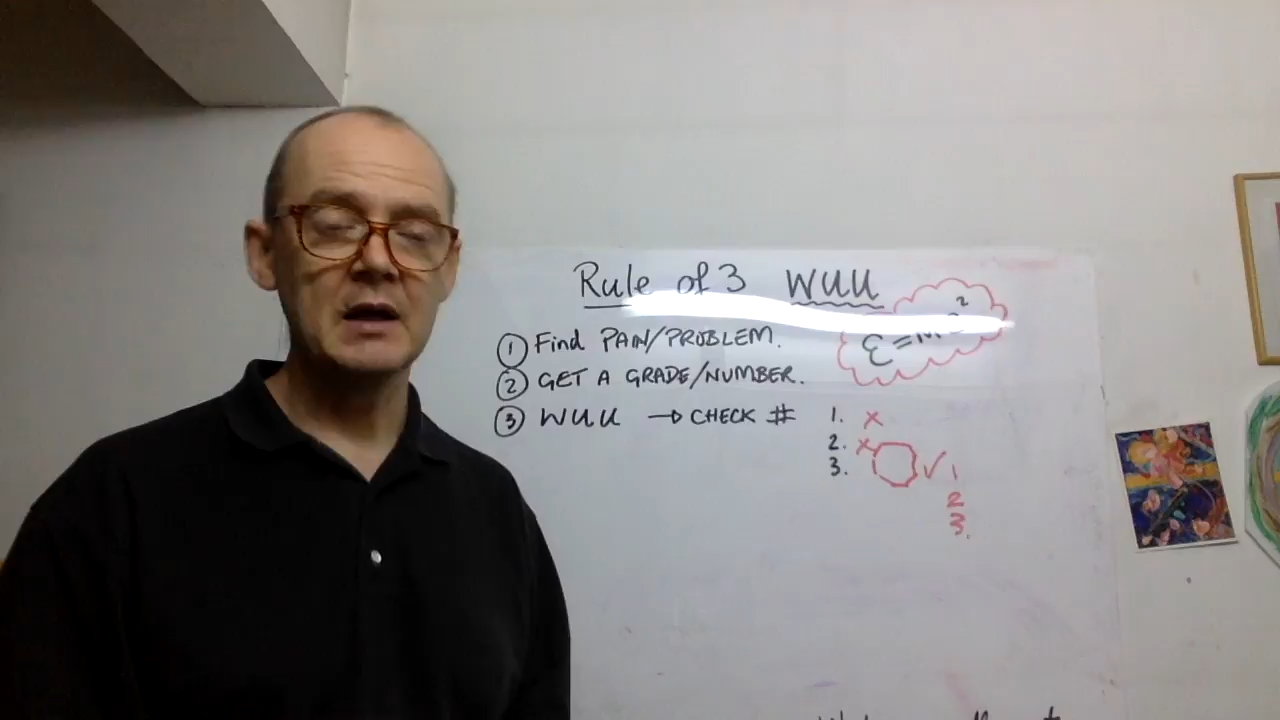 Rule of 3 WUU
① Find PAIN/PROBLEM.
② GET A GRADE/NUMBER.
③ WUU → CHECK #
E=MC²
1. X
2. X
3. ✓ 1
2
3.